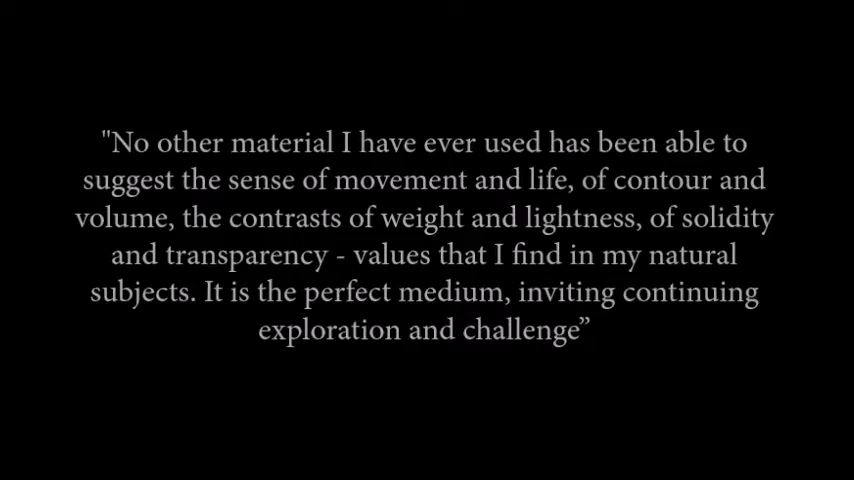 "No other material I have ever used has been able to
suggest the sense of movement and life, of contour and
volume, the contrasts of weight and lightness, of solidity
and transparency - values that I find in my natural
subjects. It is the perfect medium, inviting continuing
exploration and challenge”